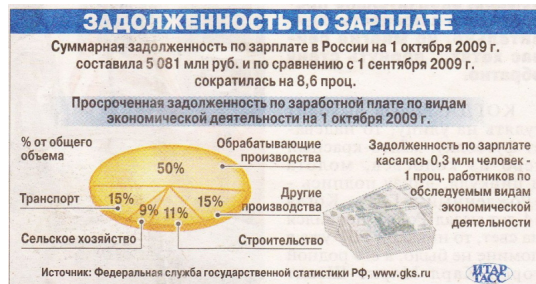 ЗАДОЛЖЕННОСТЬ ПО ЗАРПЛАТЕ
Суммарная задолженность по зарплате в России на 1 октября 2009 г.
составила 5 081 млн руб. и по сравнению с 1 сентября 2009 г.
сократилась на 8,6 проц.
Просроченная задолженность по заработной плате по видам
экономической деятельности на 1 октября 2009 г.
% от общего
объема
Обрабатывающие
производства
50%
Транспорт
15%
9%
11%
15%
Другие
производства
Сельское хозяйство
Строительство
Задолженность по зарплате
касалась 0,3 млн человек -
1 проц. работников по
обследуемым видам
экономической
деятельности
Источник: Федеральная служба государственной статистики РФ, www.gks.ru
ИТАР
ТАСС